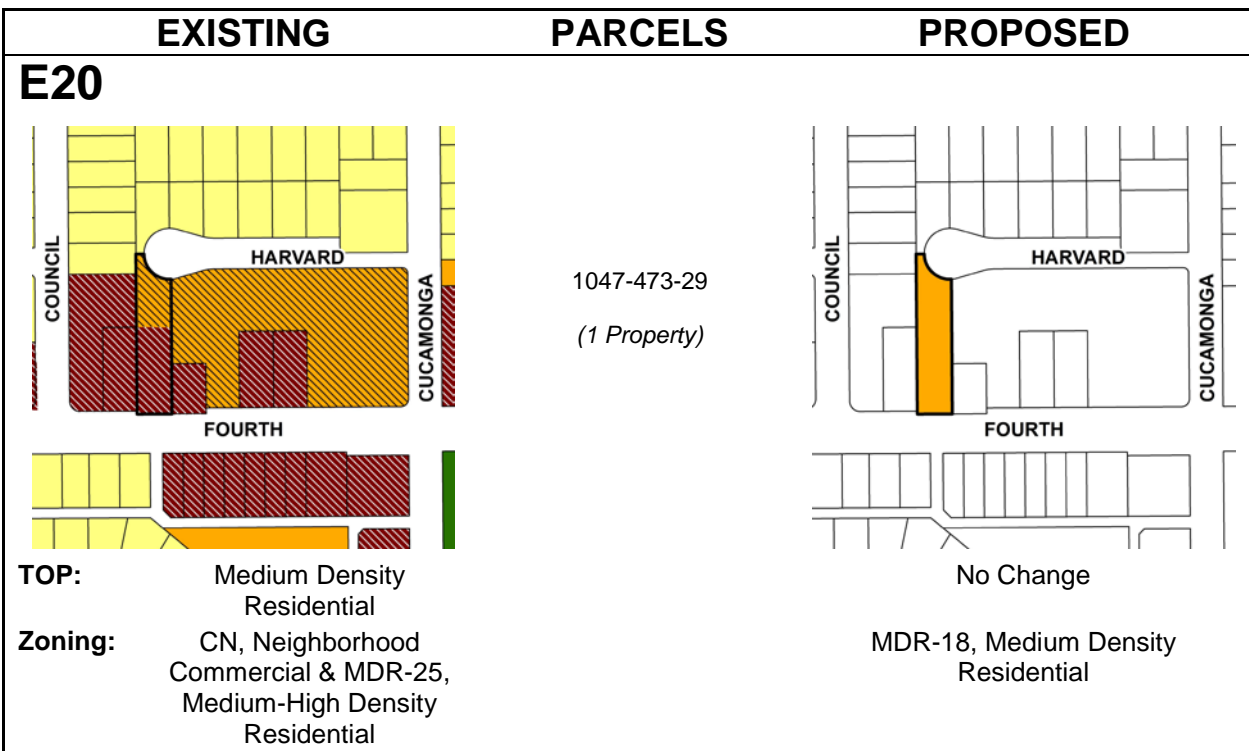 EXISTING PARCELS PROPOSED
E20
COUNCIL
HARVARD
CUCAMONGA
FOURTH
1047-473-29
(1 Property)
COUNCIL
HARVARD
CUCAMONGA
FOURTH
TOP: Medium Density
Residential
No Change
Zoning: CN, Neighborhood
Commercial & MDR-25,
Medium-High Density
Residential
MDR-18, Medium Density
Residential